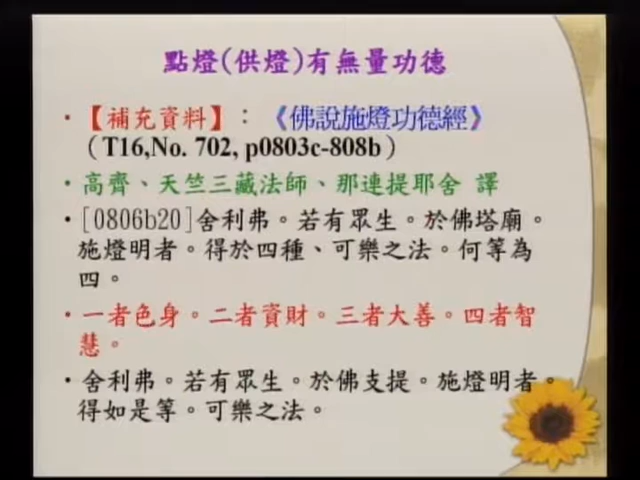 點燈(供燈)有無量功德
•【補充資料】：《佛說施燈功德經》
（T16,No. 702, p0803c-808b）
•高齊、天竺三藏法師、那連提耶舍 譯
•[0806b20]舍利弗。若有眾生。於佛塔廟。
施燈明者。得於四種、可樂之法。何等為
四。
•一者色身。二者資財。三者大善。四者智
慧。
•舍利弗。若有眾生。於佛支提。施燈明者。
得如是等。可樂之法。